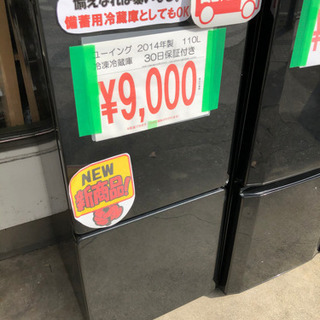 備蓄用冷蔵庫としてもOK
ューイング 2014年製 110L
冷凍冷蔵庫 30日保証付き
¥9,000
NEW
新商品!